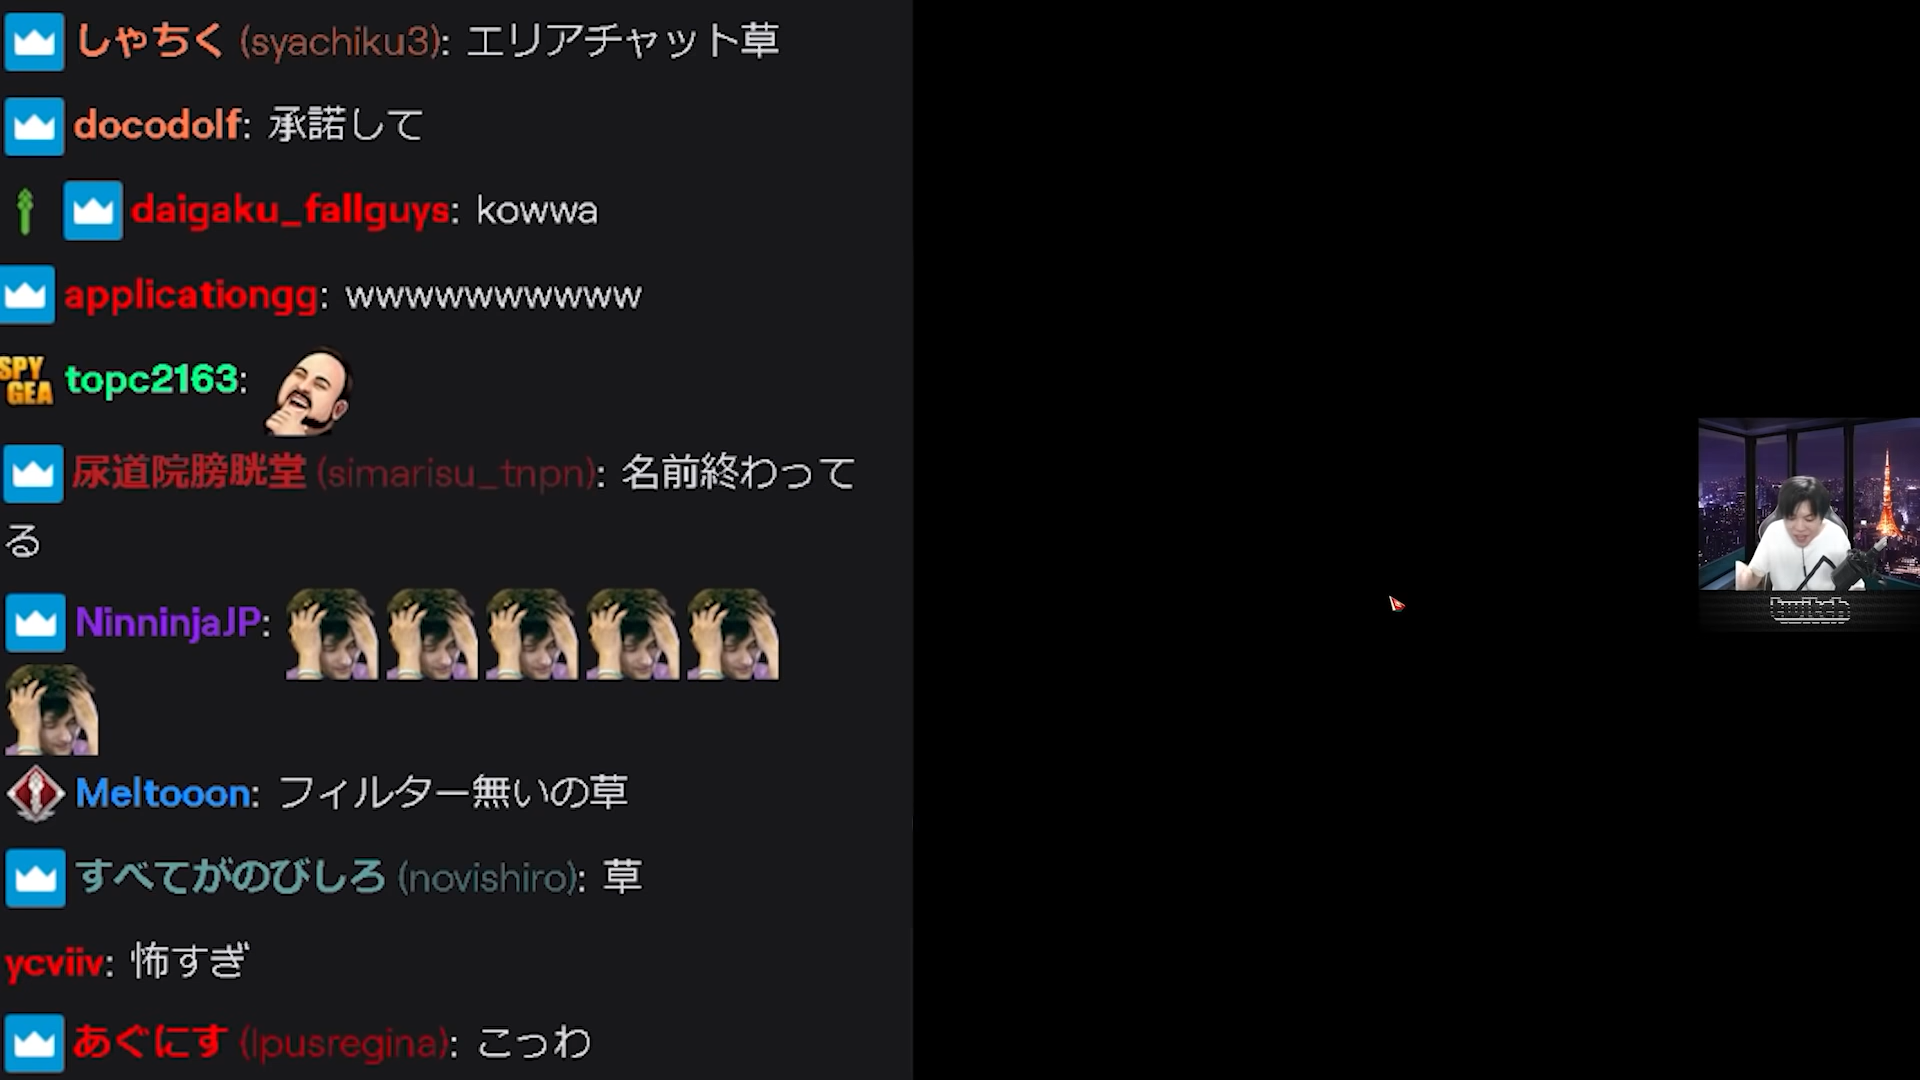 しゃちく (syachiku3): エリアチャット草
docodolf: 承諾して
daigaku_fallguys: kowwa
applicationgg: wwwwwwwwww
SPY GEA topc2163:
尿道院膀胱堂 (simarisu_tnpn): 名前終わって
る
NinninjaJP:
Meltooon: フィルター無いの草
すべてがのびしろ (novishiro): 草
ycviiv: 怖すぎ
あぐにす (lpusregina): こっわ
twitch